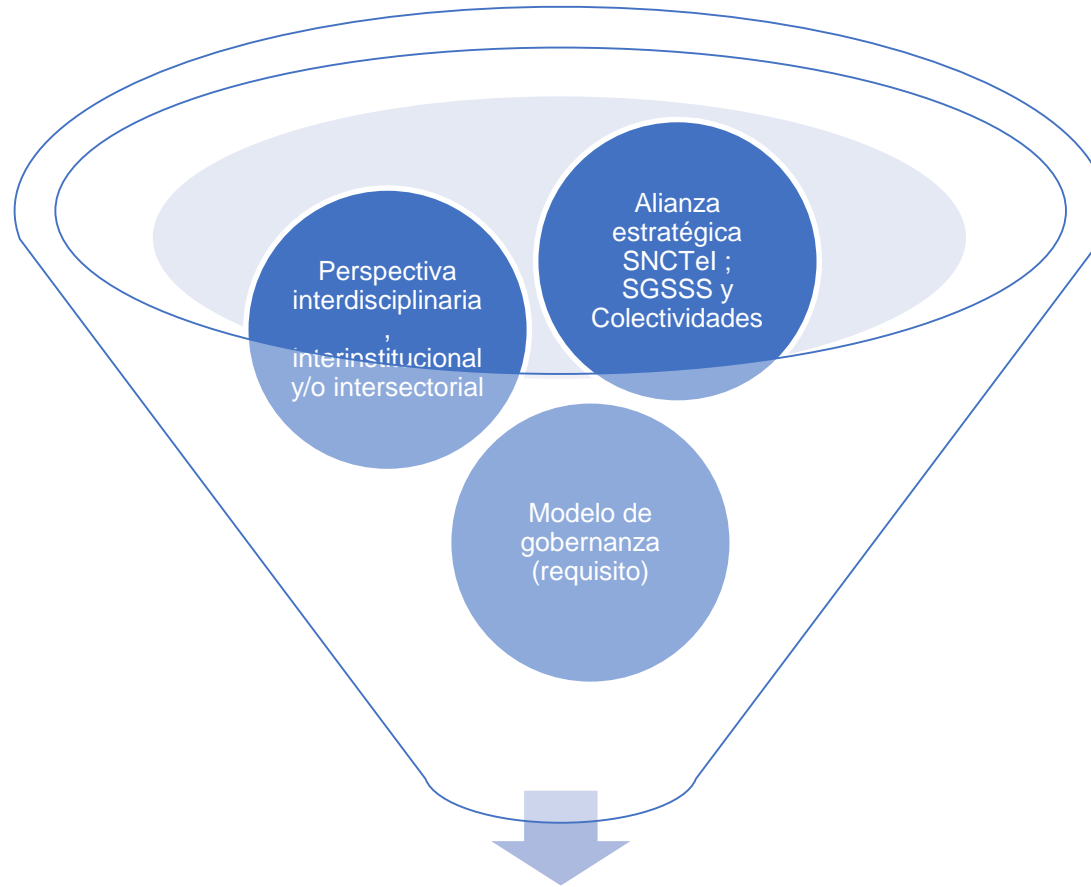 Perspectiva
interdisciplinaria
,
interinstitucional
y/o intersectorial
Alianza
estratégica
SNCTeI ;
SGSSS y
Colectividades
Modelo de
gobernanza
(requisito)